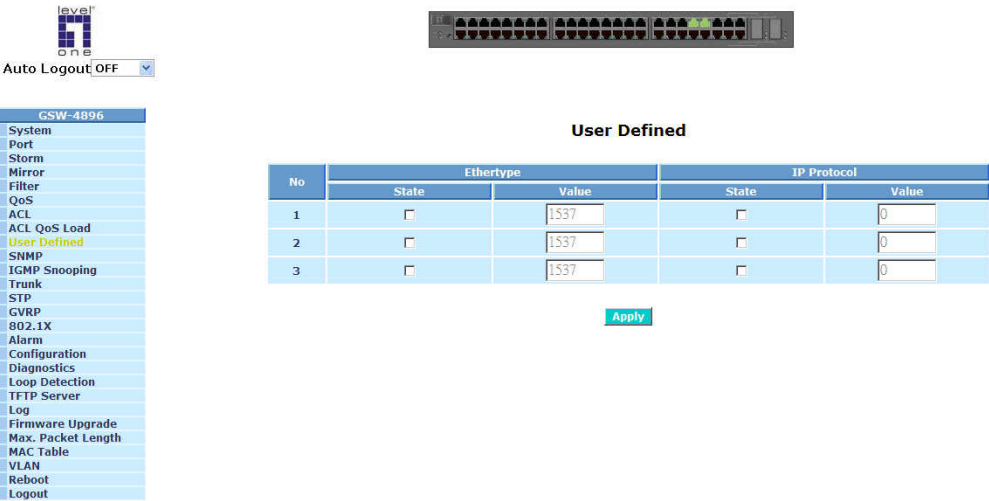 level
one
Auto Logout OFF
GSW-4896
System
Port
Storm
Mirror
Filter
QoS
ACL
ACL QoS Load
User Defined
SNMP
IGMP Snooping
Trunk
STP
GVRP
802.1X
Alarm
Configuration
Diagnostics
Loop Detection
TFTP Server
Log
Firmware Upgrade
Max. Packet Length
MAC Table
VLAN
Reboot
Logout
User Defined
No Ethertype IP Protocol
State Value State Value
1 1537 0
2 1537 0
3 1537 0
Apply